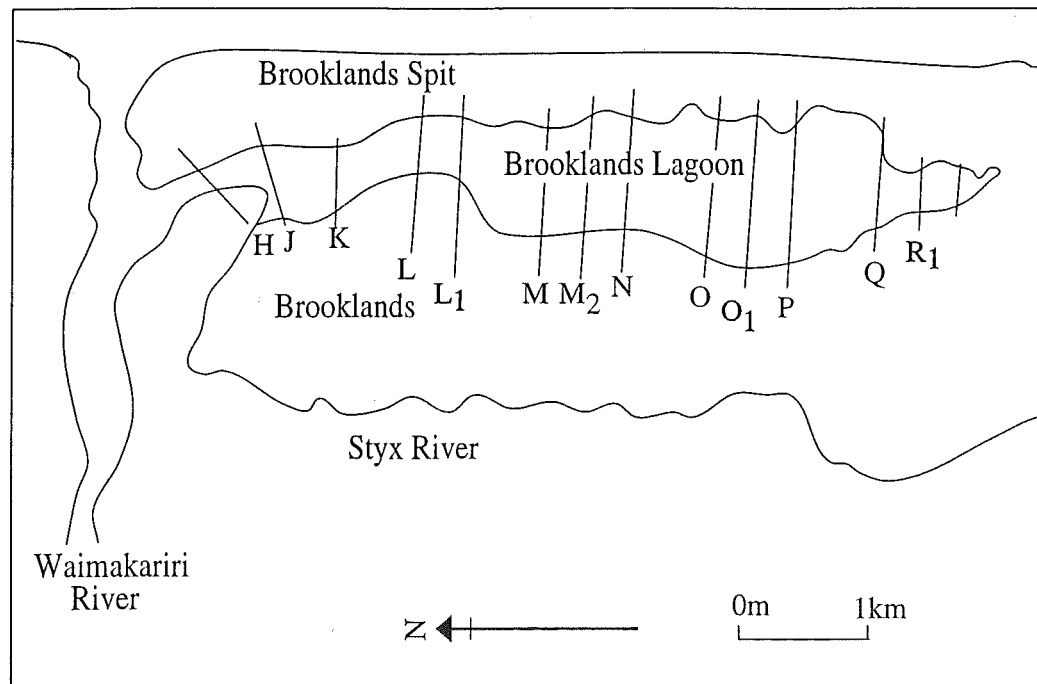 Brooklands Spit
Brooklands Lagoon
H
J
K
L
L1
M
M2
N
O
O1
P
Q
R1
Brooklands
Styx River
Waimakariri
River
N
0m
1km